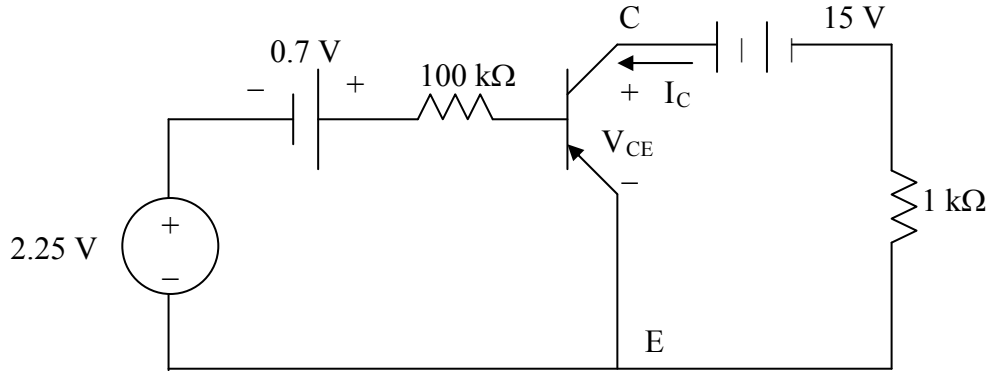 C
15 V
0.7 V
− +
100 kΩ
+ I_C
V_CE
−
+
2.25 V
−
1 kΩ
E